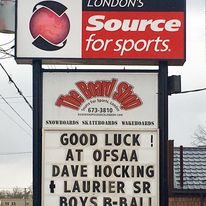 LONDON'S
Source
for sports.
The Board Shop
673-3810
SNOWBOARDS SKATEBOARDS WAKEBOARDS
GOOD LUCK !
AT OFSAA
DAVE HOCKING
+ LAURIER SR
BOYS B-BALL